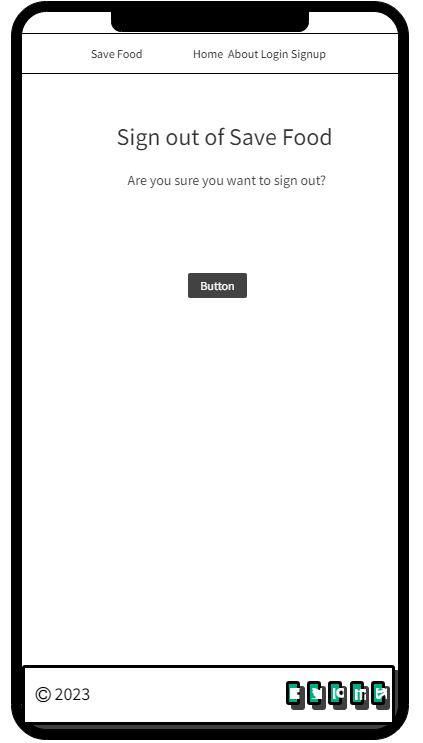 Save Food Home About Login Signup
Sign out of Save Food
Are you sure you want to sign out?
Button
© 2023